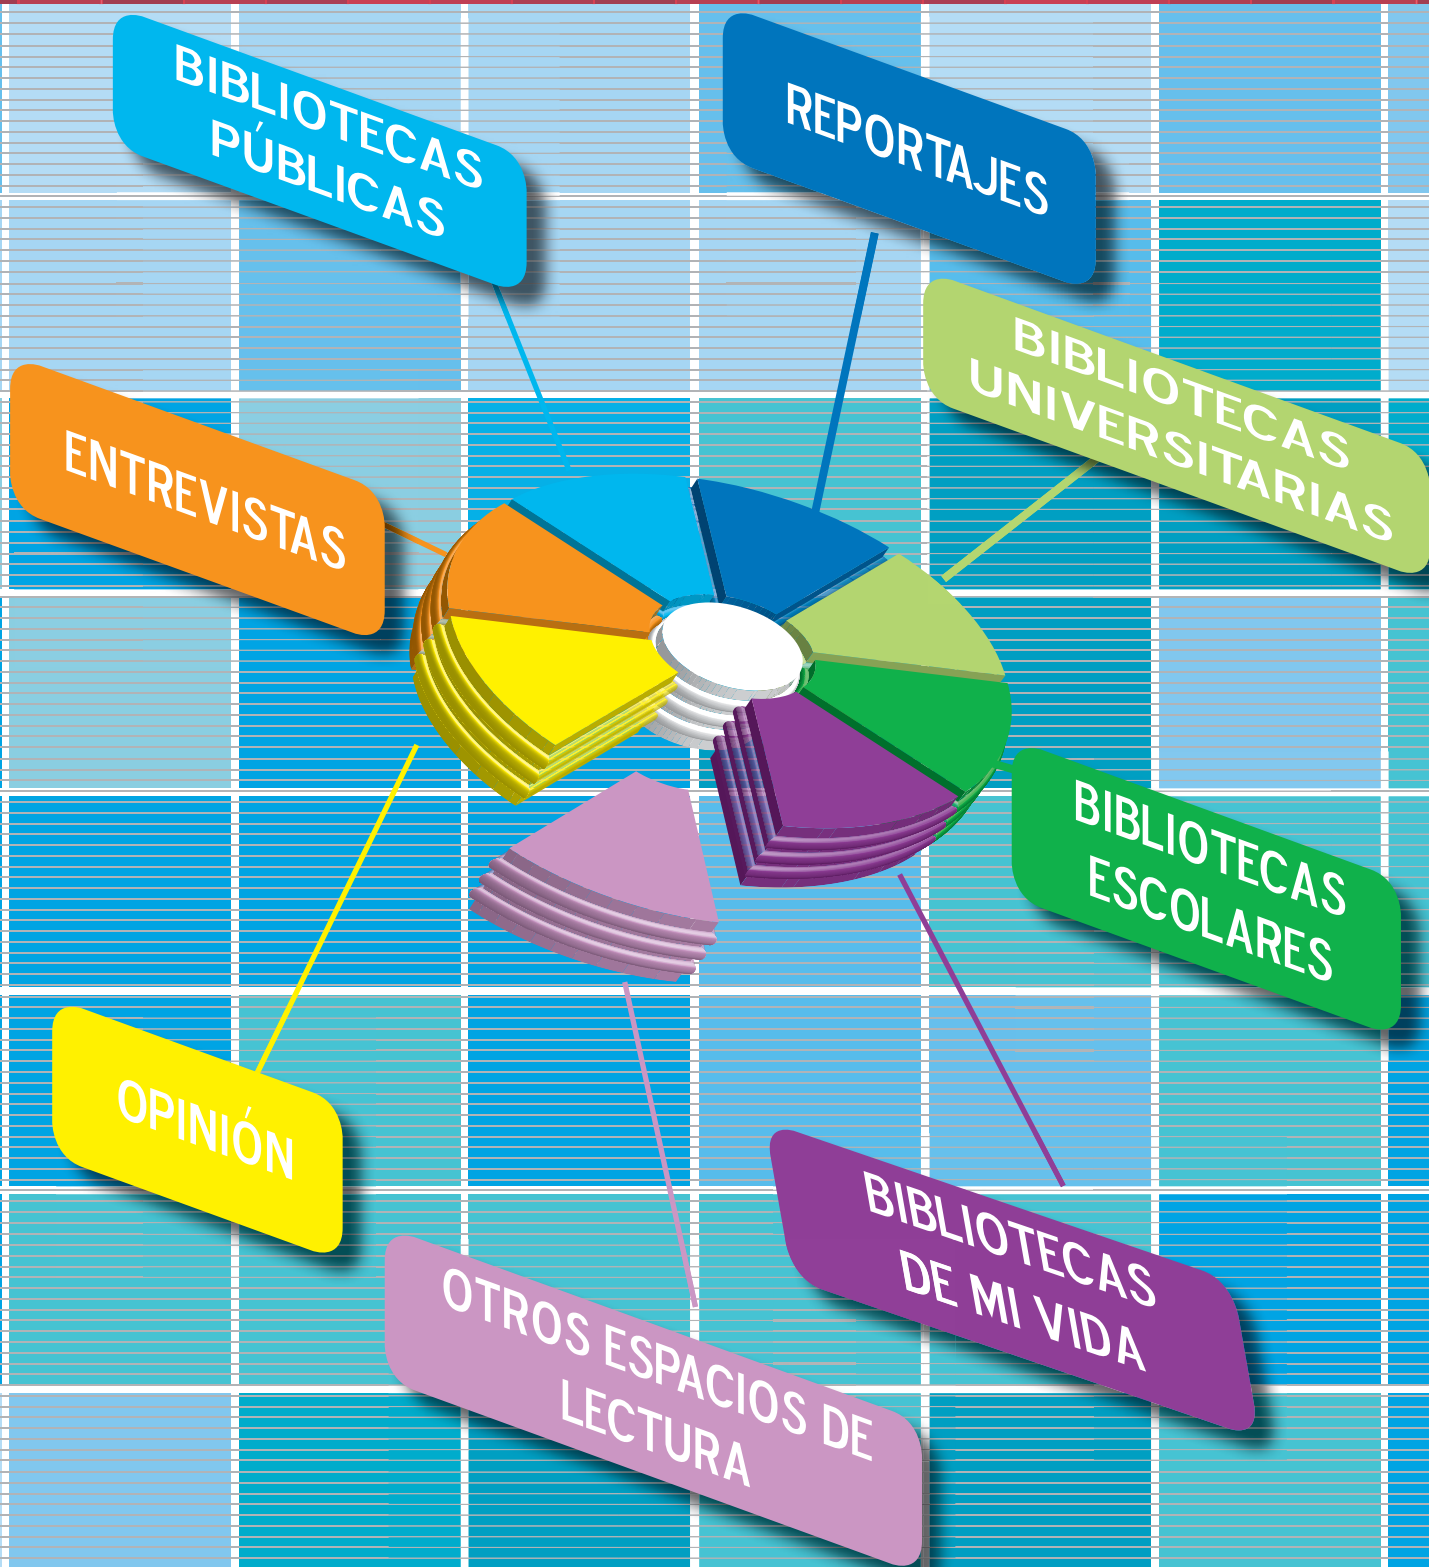 BIBLIOTECAS
PÚBLICAS
REPORTAJES
BIBLIOTECAS
UNIVERSITARIAS
ENTREVISTAS
BIBLIOTECAS
ESCOLARES
OPINIÓN
BIBLIOTECAS
DE MI VIDA
OTROS ESPACIOS DE
LECTURA